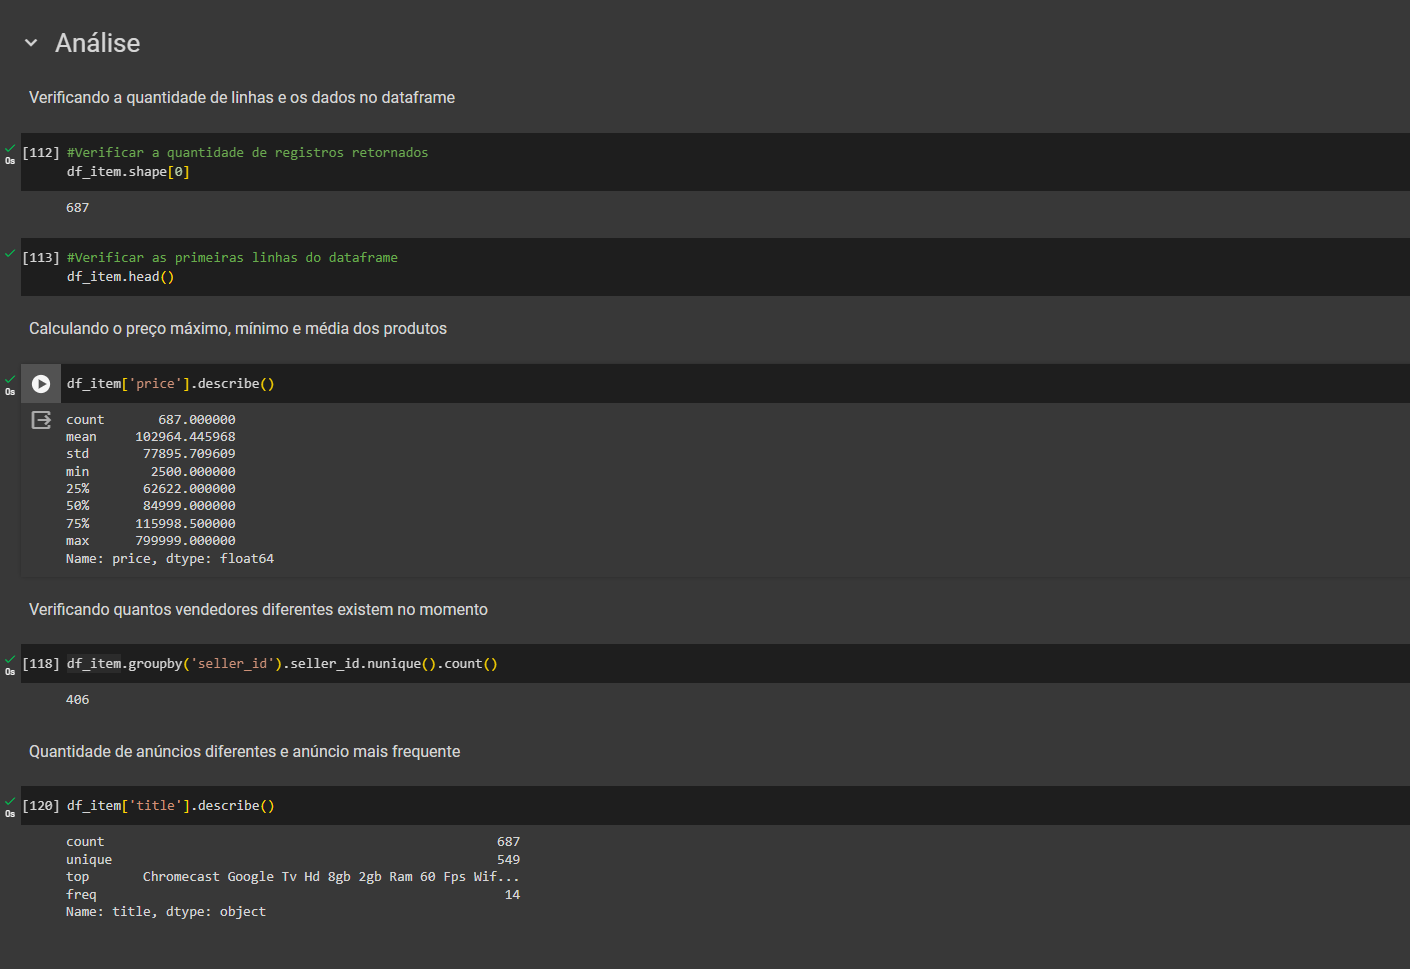 Análise
Verificando a quantidade de linhas e os dados no dataframe
0s
[112] #Verificar a quantidade de registros retornados
df_item.shape[0]
687
[113] #Verificar as primeiras linhas do dataframe
df_item.head()
Calculando o preço máximo, mínimo e média dos produtos
0s
df_item['price'].describe()
count 687.000000
mean 102964.445968
std 77895.709609
min 2500.000000
25% 62622.000000
50% 84999.000000
75% 115998.500000
max 799999.000000
Name: price, dtype: float64
Verificando quantos vendedores diferentes existem no momento
0s
[118] df_item.groupby('seller_id').seller_id.nunique().count()
406
Quantidade de anúncios diferentes e anúncio mais frequente
0s
[120] df_item['title'].describe()
count 687
unique 549
top Chromecast Google Tv Hd 8gb 2gb Ram 60 Fps Wif...
freq 14
Name: title, dtype: object